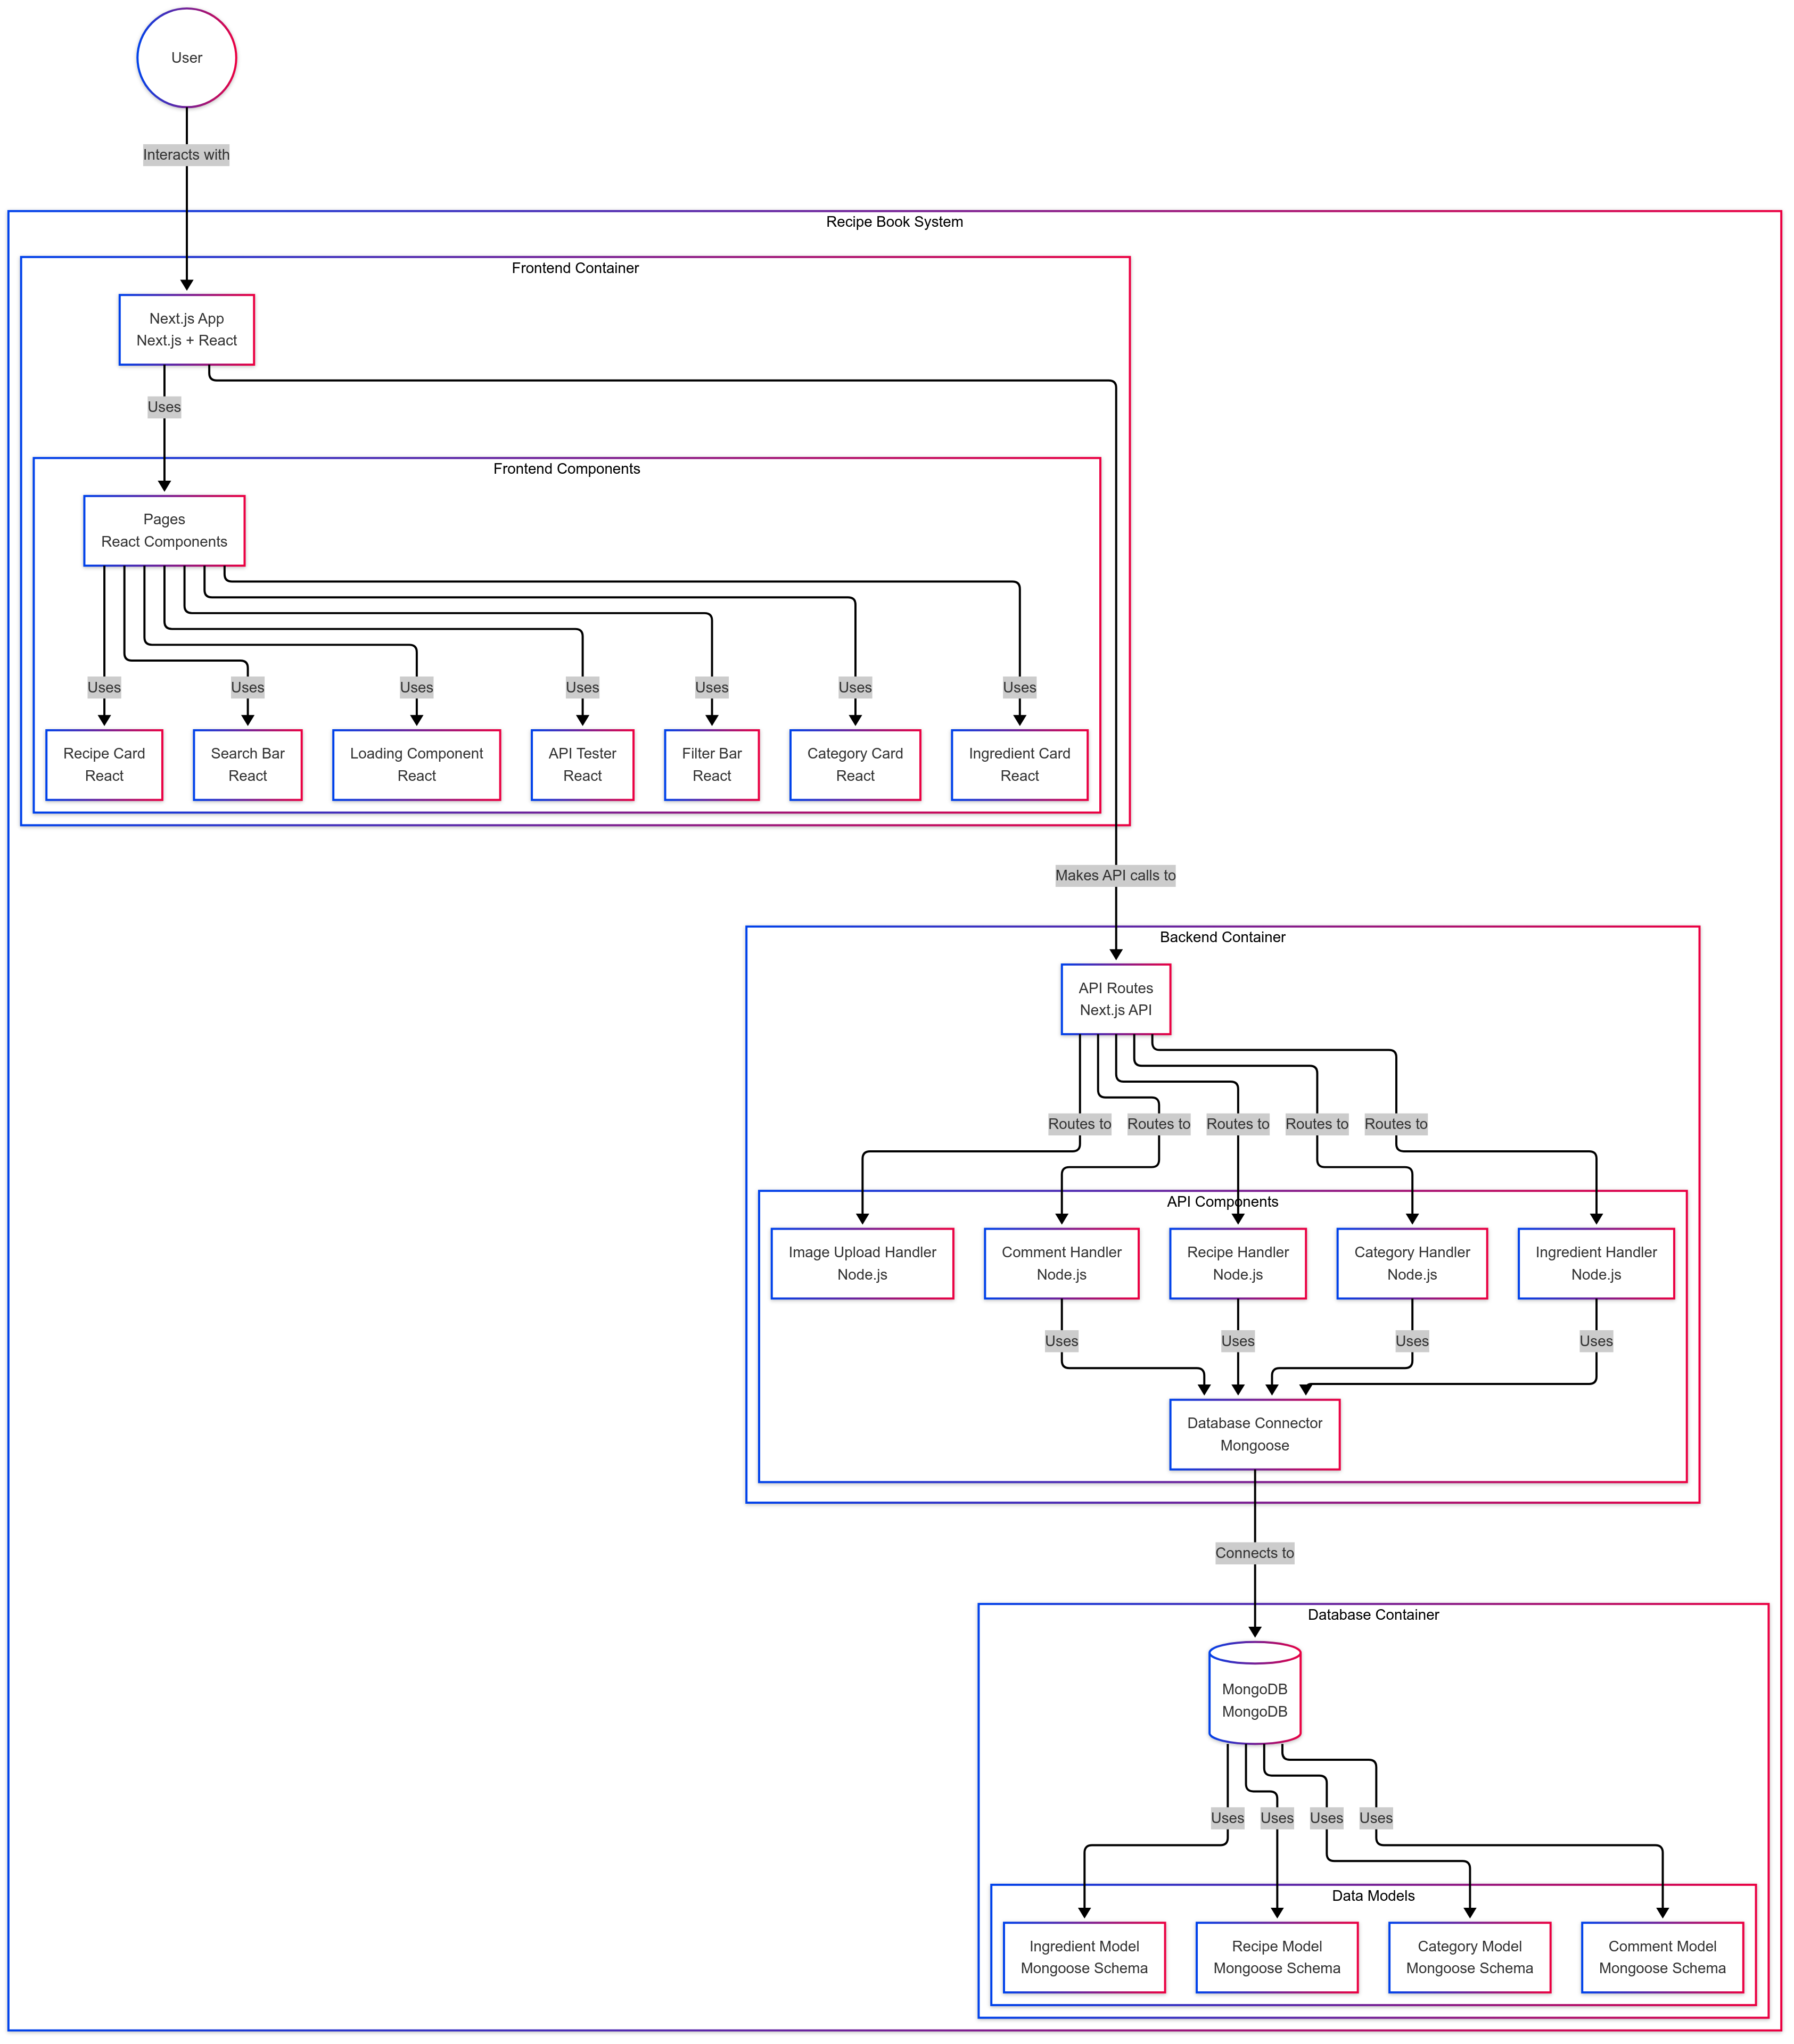 User
Interacts with
Recipe Book System
Frontend Container
Next.js App
Next.js + React
Uses
Frontend Components
Pages
React Components
Uses
Uses
Uses
Uses
Uses
Uses
Uses
Recipe Card
React
Search Bar
React
Loading Component
React
API Tester
React
Filter Bar
React
Category Card
React
Ingredient Card
React
Makes API calls to
Backend Container
API Routes
Next.js API
Routes to
Routes to
Routes to
Routes to
Routes to
API Components
Image Upload Handler
Node.js
Comment Handler
Node.js
Recipe Handler
Node.js
Category Handler
Node.js
Ingredient Handler
Node.js
Uses
Uses
Uses
Uses
Database Connector
Mongoose
Connects to
Database Container
MongoDB
MongoDB
Uses
Uses
Uses
Uses
Data Models
Ingredient Model
Mongoose Schema
Recipe Model
Mongoose Schema
Category Model
Mongoose Schema
Comment Model
Mongoose Schema